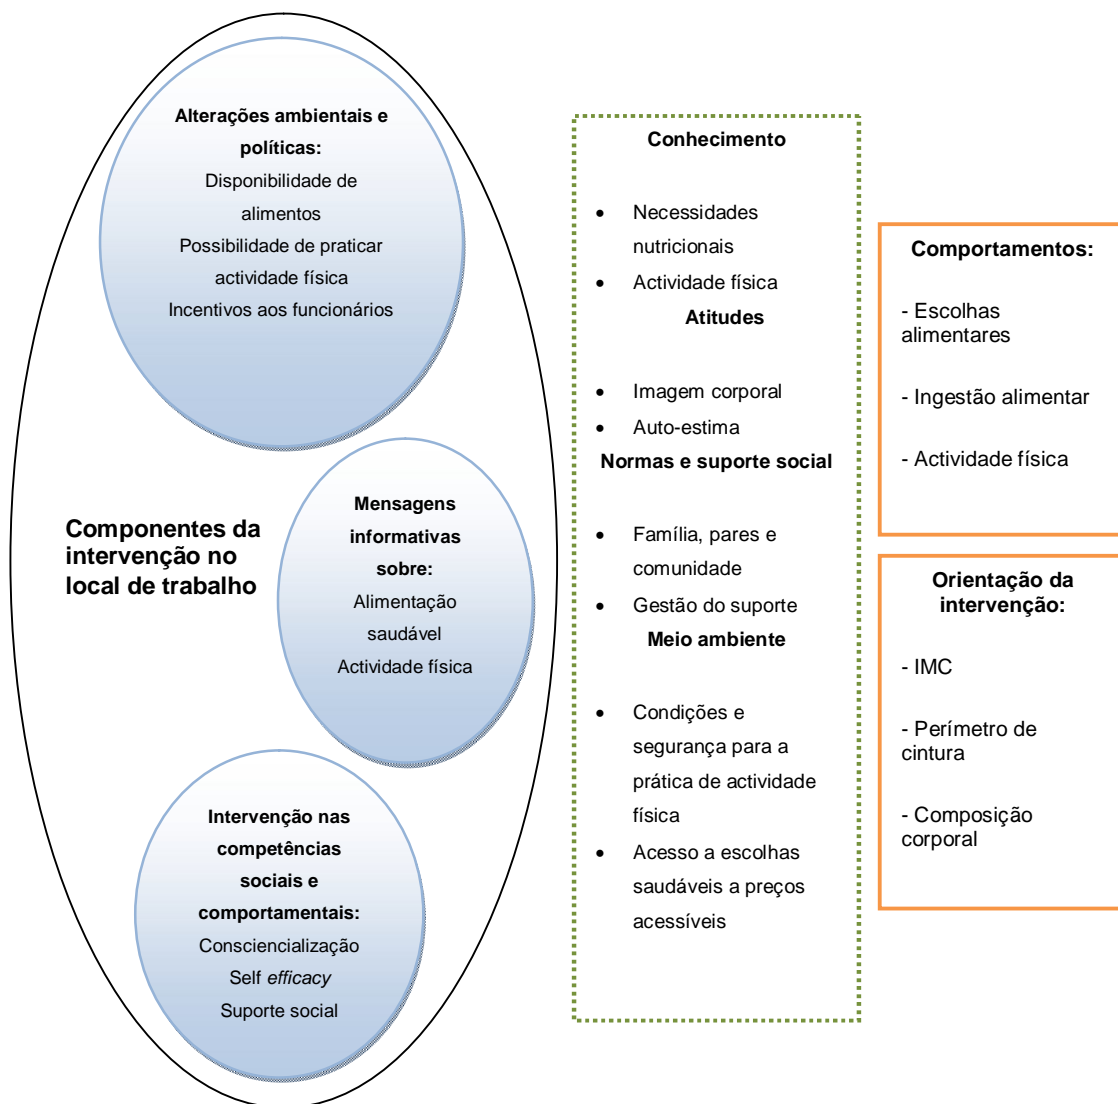 Alterações ambientais e
políticas:
Disponibilidade de
alimentos
Possibilidade de praticar
actividade física
Incentivos aos funcionários
Componentes da
intervenção no
local de trabalho
Mensagens
informativas
sobre:
Alimentação
saudável
Actividade física
Intervenção nas
competências
sociais e
comportamentais:
Consciencialização
Self efficacy
Suporte social
Conhecimento
• Necessidades
nutricionais
• Actividade física
Atitudes
• Imagem corporal
• Auto-estima
Normas e suporte social
• Família, pares e
comunidade
• Gestão do suporte
Meio ambiente
• Condições e
segurança para a
prática de actividade
física
• Acesso a escolhas
saudáveis a preços
acessíveis
Comportamentos:
- Escolhas
alimentares
- Ingestão alimentar
- Actividade física
Orientação da
intervenção:
- IMC
- Perímetro de
cintura
- Composição
corporal